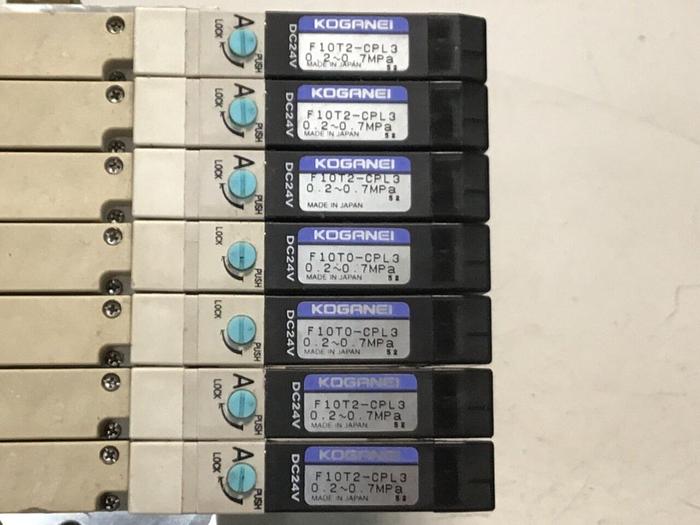 A
LOCK
PUSH
DC24V
KOGANEI
F10T2-CPL3
0.2~0.7MPa
MADE IN JAPAN
A
LOCK
PUSH
DC24V
KOGANEI
F10T2-CPL3
0.2~0.7MPa
MADE IN JAPAN
A
LOCK
PUSH
DC24V
KOGANEI
F10T2-CPL3
0.2~0.7MPa
MADE IN JAPAN
LOCK
PUSH
DC24V
KOGANEI
F10T0-CPL3
0.2~0.7MPa
MADE IN JAPAN
LOCK
PUSH
DC24V
KOGANEI
F10T0-CPL3
0.2~0.7MPa
MADE IN JAPAN
A
LOCK
PUSH
DC24V
KOGANEI
F10T2-CPL3
0.2~0.7MPa
MADE IN JAPAN
A
LOCK
PUSH
DC24V
KOGANEI
F10T2-CPL3
0.2~0.7MPa
MADE IN JAPAN